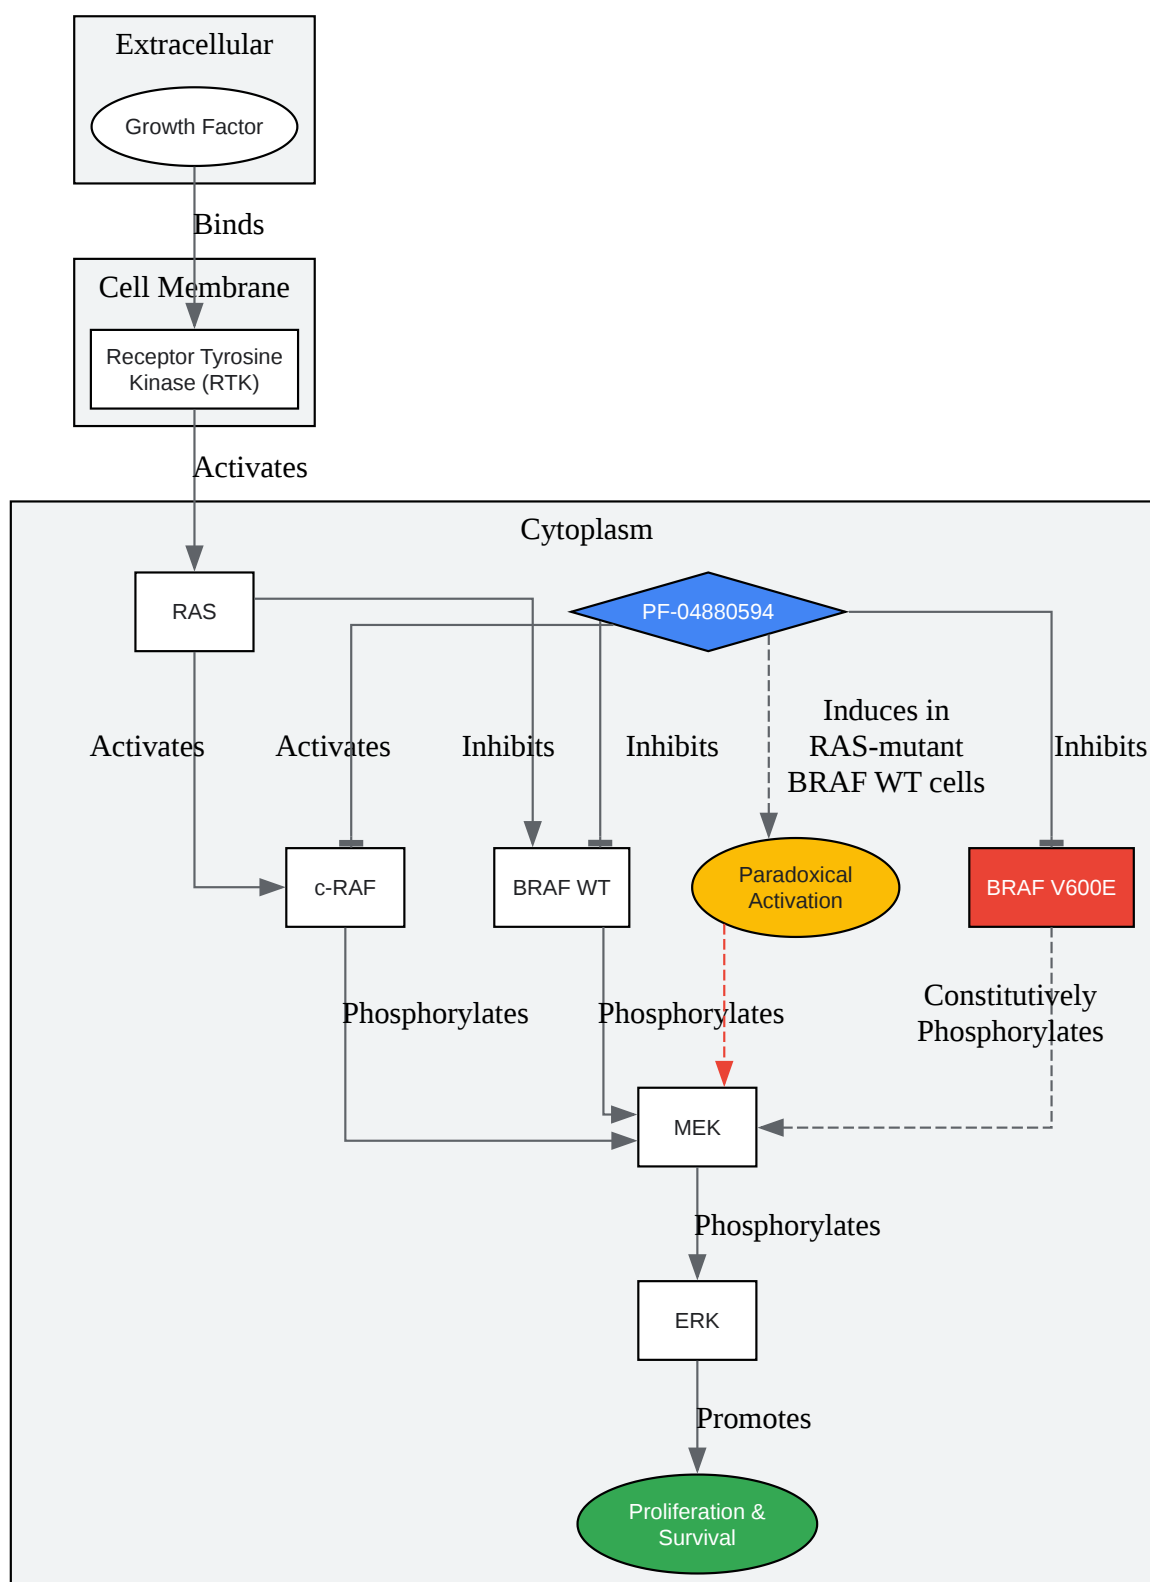 Extracellular
Growth Factor
Binds
Cell Membrane
Receptor Tyrosine
Kinase (RTK)
Activates
Cytoplasm
RAS
PF-04880594
Activates
Activates
Inhibits
Inhibits
Induces in
RAS-mutant
BRAF WT cells
Inhibits
c-RAF
BRAF WT
Paradoxical
Activation
BRAF V600E
Phosphorylates
Phosphorylates
Constitutively
Phosphorylates
MEK
Phosphorylates
ERK
Promotes
Proliferation &
Survival